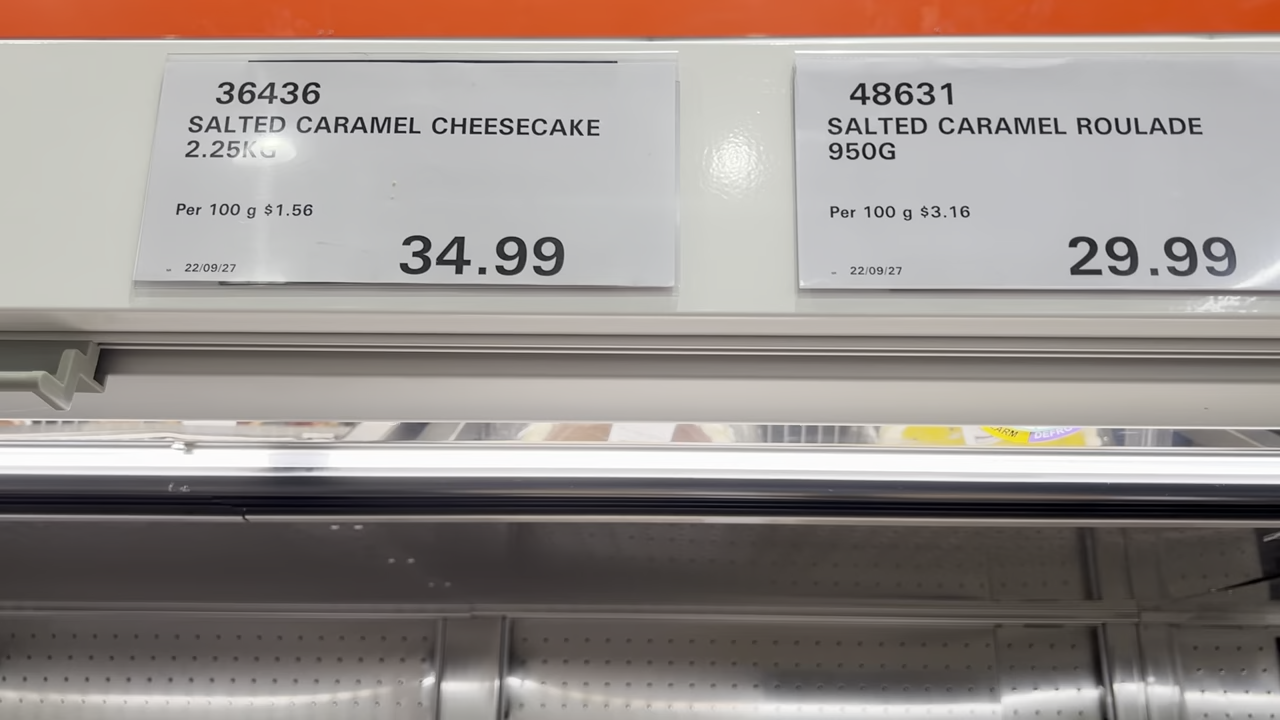 36436
SALTED CARAMEL CHEESECAKE
2.25KG
Per 100 g $1.56
34.99
22/09/27
48631
SALTED CARAMEL ROULADE
950G
Per 100 g $3.16
29.99
22/09/27